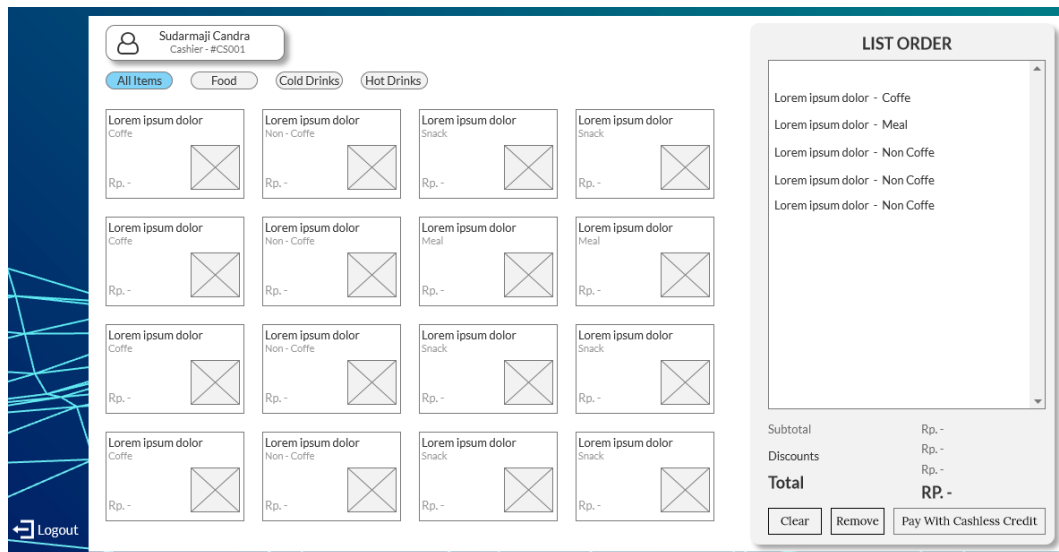 Sudarmaji Candra
Cashier - #CS001
All Items
Food
Cold Drinks
Hot Drinks
Lorem ipsum dolor
Coffe
Rp. -
Lorem ipsum dolor
Non - Coffe
Rp. -
Lorem ipsum dolor
Snack
Rp. -
Lorem ipsum dolor
Snack
Rp. -
Lorem ipsum dolor
Coffe
Rp. -
Lorem ipsum dolor
Non - Coffe
Rp. -
Lorem ipsum dolor
Meal
Rp. -
Lorem ipsum dolor
Meal
Rp. -
Lorem ipsum dolor
Coffe
Rp. -
Lorem ipsum dolor
Non - Coffe
Rp. -
Lorem ipsum dolor
Snack
Rp. -
Lorem ipsum dolor
Snack
Rp. -
Lorem ipsum dolor
Coffe
Rp. -
Lorem ipsum dolor
Non - Coffe
Rp. -
Lorem ipsum dolor
Snack
Rp. -
Lorem ipsum dolor
Snack
Rp. -
Logout
LIST ORDER
Lorem ipsum dolor - Coffe
Lorem ipsum dolor - Meal
Lorem ipsum dolor - Non Coffe
Lorem ipsum dolor - Non Coffe
Lorem ipsum dolor - Non Coffe
Subtotal Rp. -
Discounts Rp. -
Rp. -
Total RP. -
Clear
Remove
Pay With Cashless Credit